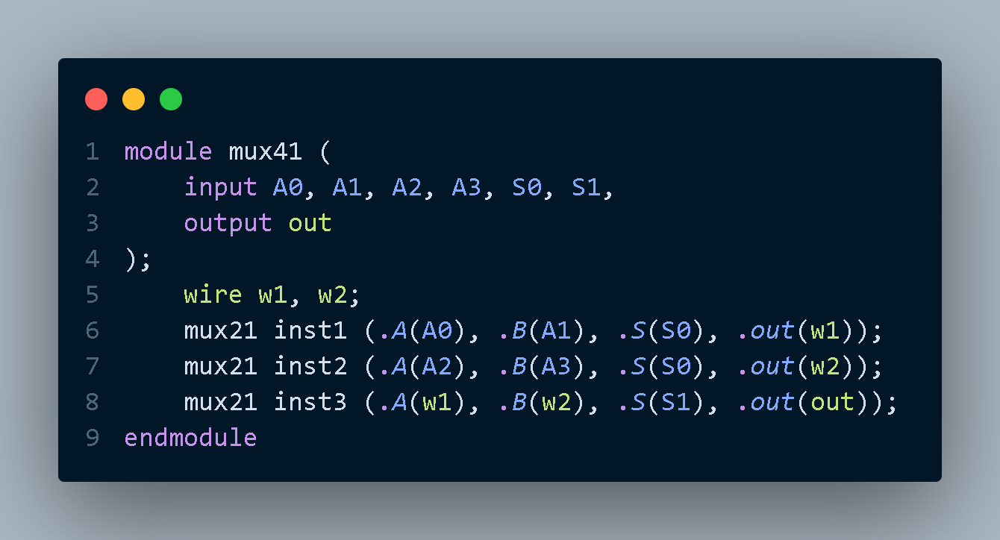 1 module mux41 (
2     input A0, A1, A2, A3, S0, S1,
3     output out
4 );
5     wire w1, w2;
6     mux21 inst1 (.A(A0), .B(A1), .S(S0), .out(w1));
7     mux21 inst2 (.A(A2), .B(A3), .S(S0), .out(w2));
8     mux21 inst3 (.A(w1), .B(w2), .S(S1), .out(out));
9 endmodule